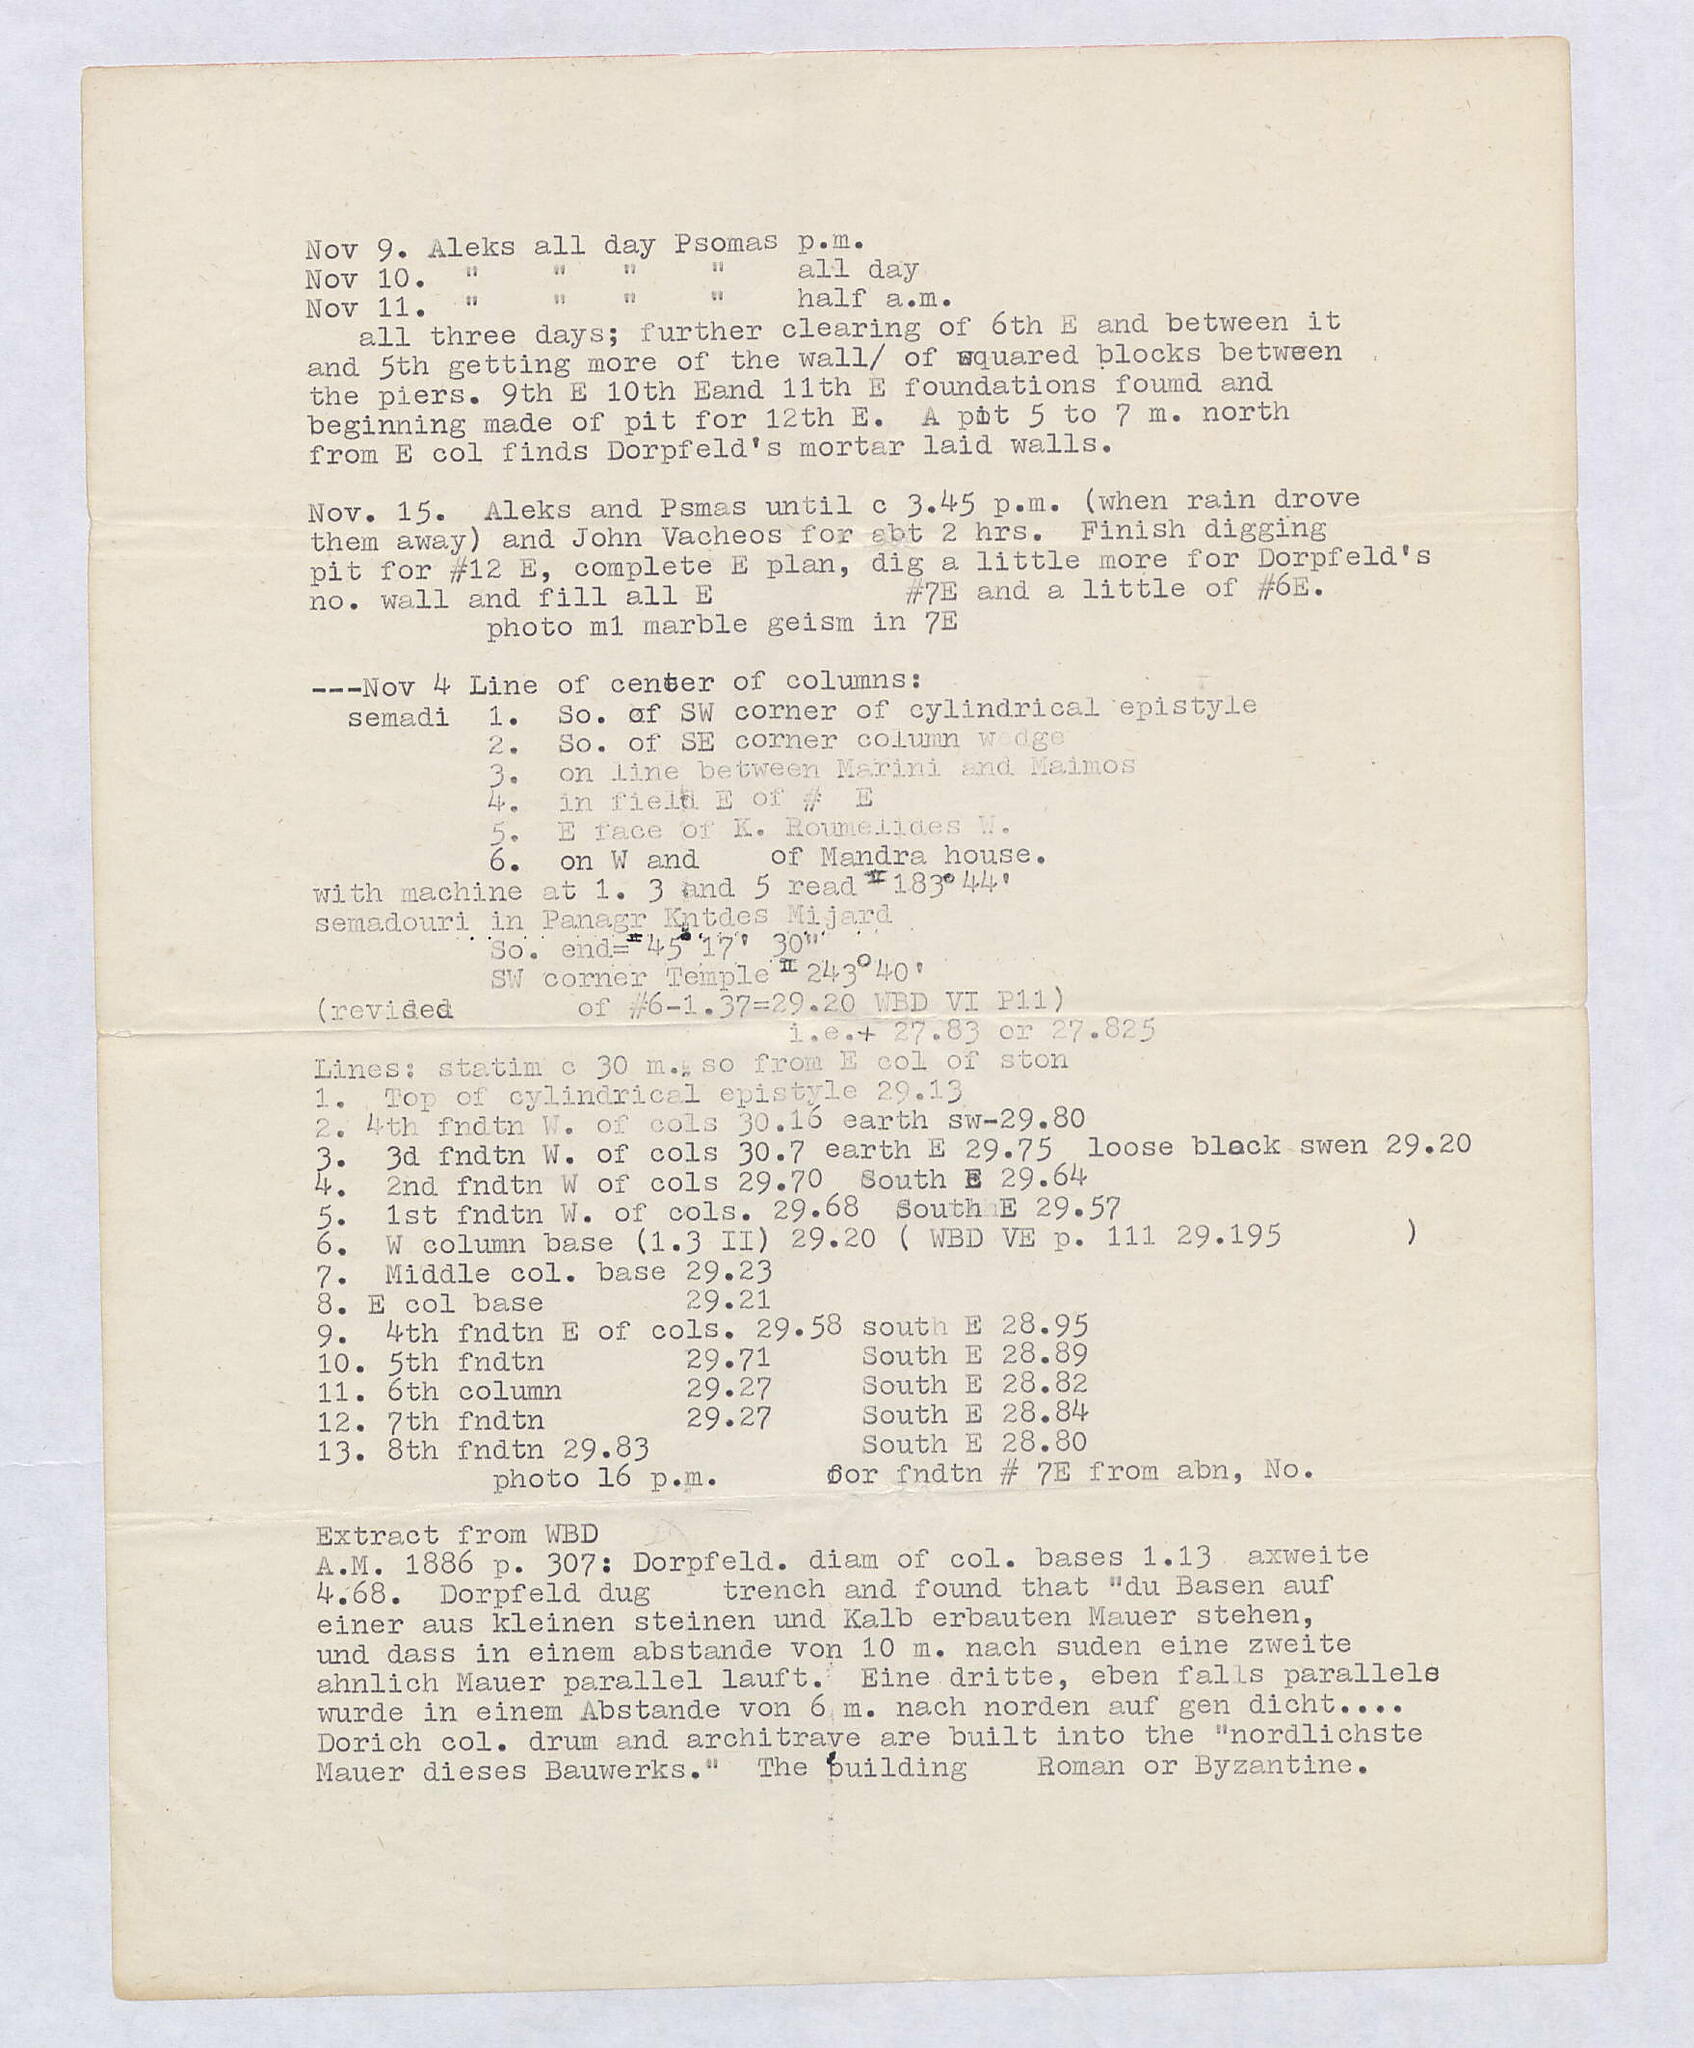 Nov 9. Aleks all day Psomas p.m.
Nov 10. " " " " all day
Nov 11. " " " " half a.m.
all three days; further clearing of 6th E and between it
and 5th getting more of the wall/ of squared blocks between
the piers. 9th E 10th Eand 11th E foundations foumd and
beginning made of pit for 12th E. A pit 5 to 7 m. north
from E col finds Dorpfeld's mortar laid walls.
Nov. 15. Aleks and Psmas until c 3.45 p.m. (when rain drove
them away) and John Vacheos for abt 2 hrs. Finish digging
pit for #12 E, complete E plan, dig a little more for Dorpfeld's
no. wall and fill all E #7E and a little of #6E.
photo m1 marble geism in 7E
---Nov 4 Line of center of columns:
semadi 1. So. of SW corner of cylindrical epistyle
2. So. of SE corner column wedge
3. on line between Marini and Maimos
4. in field E of # E
5. E face of K. Roumelides W.
6. on W and of Mandra house.
with machine at 1. 3 and 5 read II 183° 44'
semadouri in Panagr Kntdes Mijard
So. end= II 45° 17' 30"
SW corner Temple II 243° 40'
(revised of #6-1.37=29.20 WBD VI P11)
i.e.+ 27.83 or 27.825
Lines: statim c 30 m. so from E col of ston
1. Top of cylindrical epistyle 29.13
2. 4th fndtn W. of cols 30.16 earth sw-29.80
3. 3d fndtn W. of cols 30.7 earth E 29.75 loose block swen 29.20
4. 2nd fndtn W of cols 29.70 South E 29.64
5. 1st fndtn W. of cols. 29.68 South E 29.57
6. W column base (1.3 II) 29.20 ( WBD VE p. 111 29.195 )
7. Middle col. base 29.23
8. E col base 29.21
9. 4th fndtn E of cols. 29.58 south E 28.95
10. 5th fndtn 29.71 South E 28.89
11. 6th column 29.27 South E 28.82
12. 7th fndtn 29.27 South E 28.84
13. 8th fndtn 29.83 South E 28.80
photo 16 p.m. for fndtn # 7E from abn, No.
Extract from WBD
A.M. 1886 p. 307: Dorpfeld. diam of col. bases 1.13 axweite
4.68. Dorpfeld dug trench and found that "du Basen auf
einer aus kleinen steinen und Kalb erbauten Mauer stehen,
und dass in einem abstande von 10 m. nach suden eine zweite
ahnlich Mauer parallel lauft. Eine dritte, eben falls parallele
wurde in einem Abstande von 6 m. nach norden auf gen dicht....
Dorich col. drum and architrave are built into the "nordlichste
Mauer dieses Bauwerks." The building Roman or Byzantine.